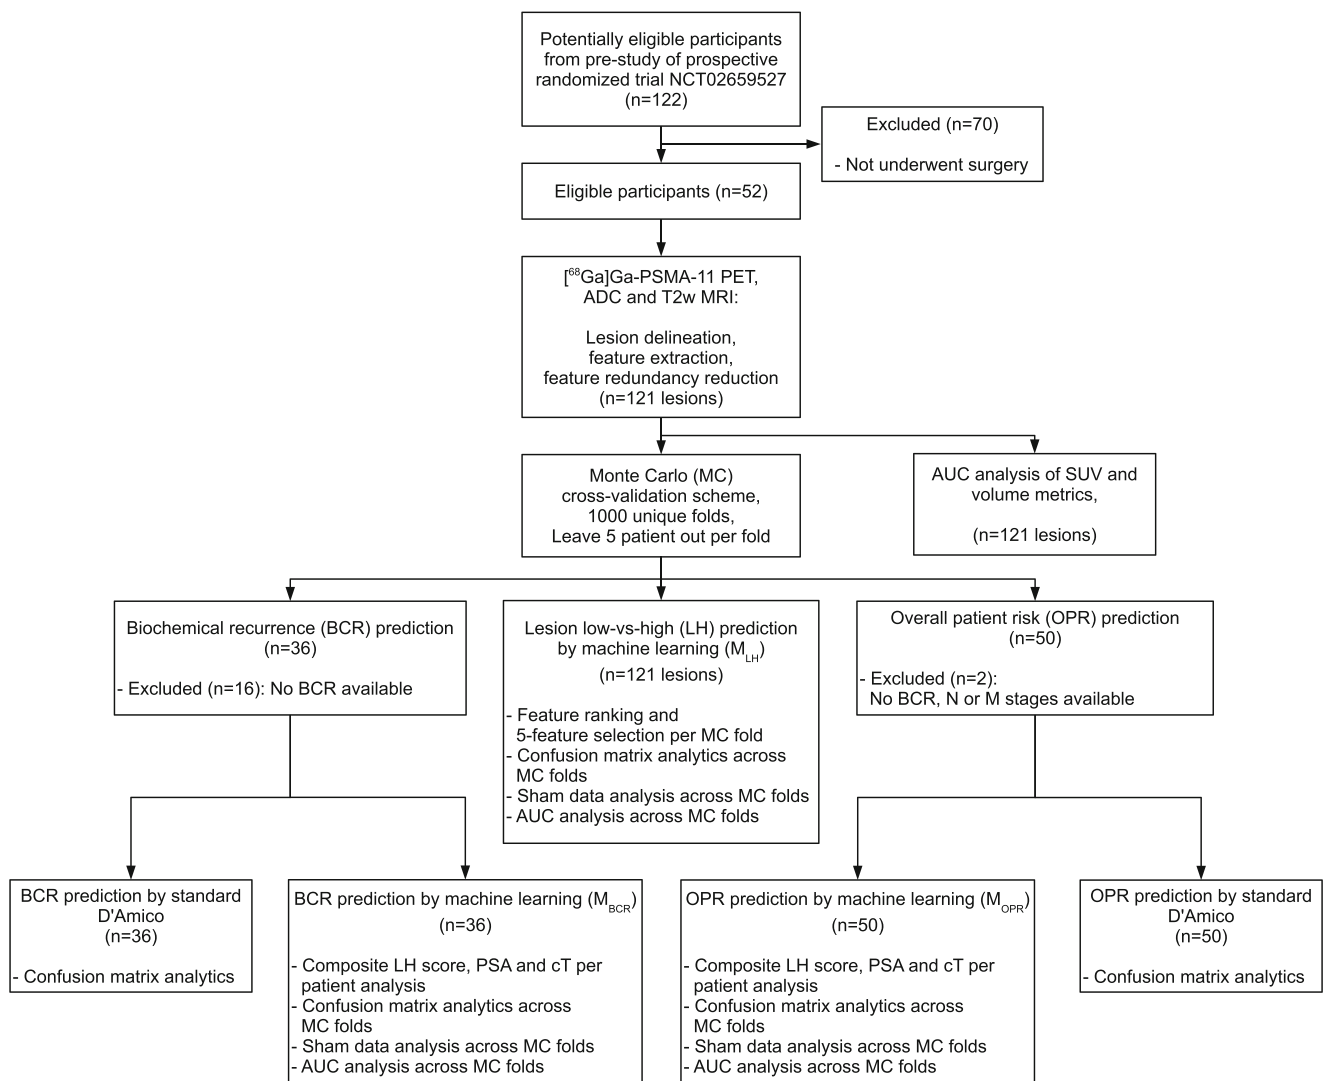 Potentially eligible participants
from pre-study of prospective
randomized trial NCT02659527
(n=122)
Excluded (n=70)
- Not underwent surgery
Eligible participants (n=52)
[⁶⁸Ga]Ga-PSMA-11 PET,
ADC and T2w MRI:
Lesion delineation,
feature extraction,
feature redundancy reduction
(n=121 lesions)
Monte Carlo (MC)
cross-validation scheme,
1000 unique folds,
Leave 5 patient out per fold
AUC analysis of SUV and
volume metrics,
(n=121 lesions)
Biochemical recurrence (BCR) prediction
(n=36)
- Excluded (n=16): No BCR available
Lesion low-vs-high (LH) prediction
by machine learning (M_LH)
(n=121 lesions)
- Feature ranking and
5-feature selection per MC fold
- Confusion matrix analytics across
MC folds
- Sham data analysis across MC folds
- AUC analysis across MC folds
Overall patient risk (OPR) prediction
(n=50)
- Excluded (n=2):
No BCR, N or M stages available
BCR prediction by standard
D'Amico
(n=36)
- Confusion matrix analytics
BCR prediction by machine learning (M_BCR)
(n=36)
- Composite LH score, PSA and cT per
patient analysis
- Confusion matrix analytics across
MC folds
- Sham data analysis across MC folds
- AUC analysis across MC folds
OPR prediction by machine learning (M_OPR)
(n=50)
- Composite LH score, PSA and cT per
patient analysis
- Confusion matrix analytics across
MC folds
- Sham data analysis across MC folds
- AUC analysis across MC folds
OPR prediction by standard
D'Amico
(n=50)
- Confusion matrix analytics